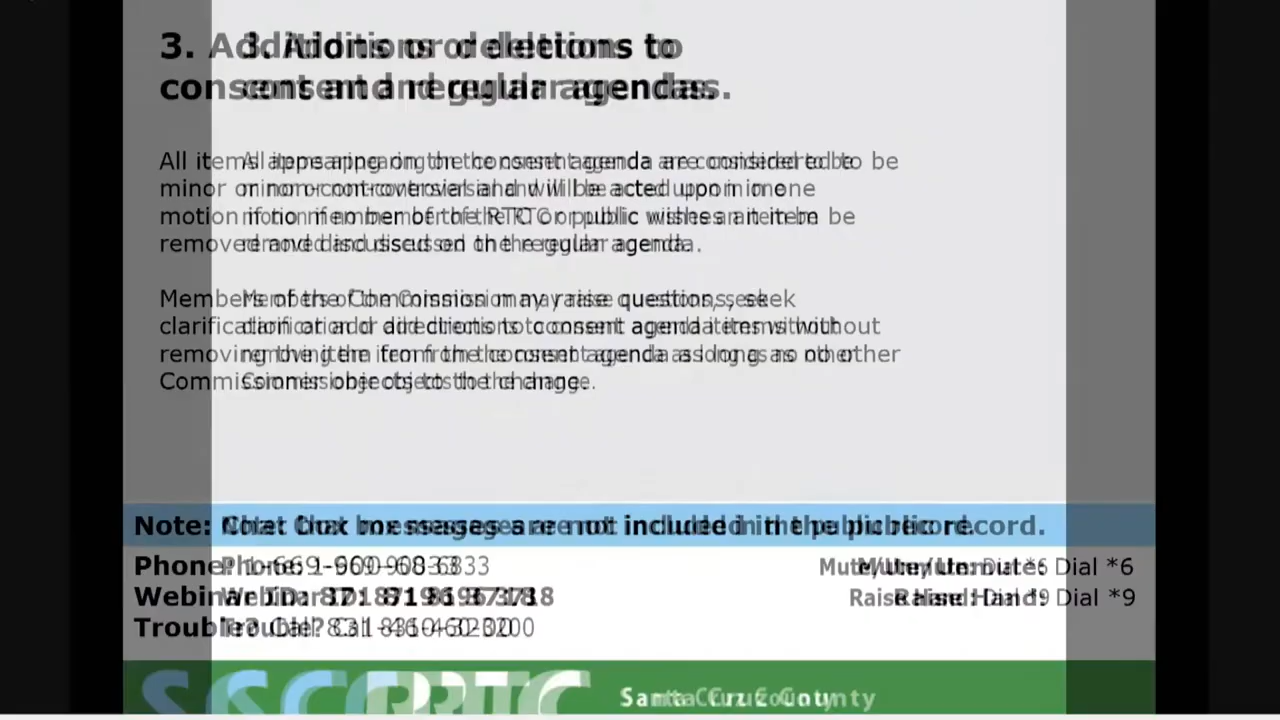 3. Additions or deletions to
consent and regular agendas.
All items appearing on the consent agenda are considered to be
minor or non-controversial and will be acted upon in one
motion if no member of the RTC or public wishes an item be
removed and discussed on the regular agenda.
Members of the Commission may raise questions, seek
clarification or add directions to consent agenda items without
removing the item from the consent agenda as long as no other
Commissioner objects to the change.
Note: Chat box messages are not included in the public record.
Phone: 1-669-900-6833 Mute/Unmute: Dial *6
Webinar ID: Raise Hand: Dial *9
Trouble? Call 831-460-3200
SCCRTC Santa Cruz County